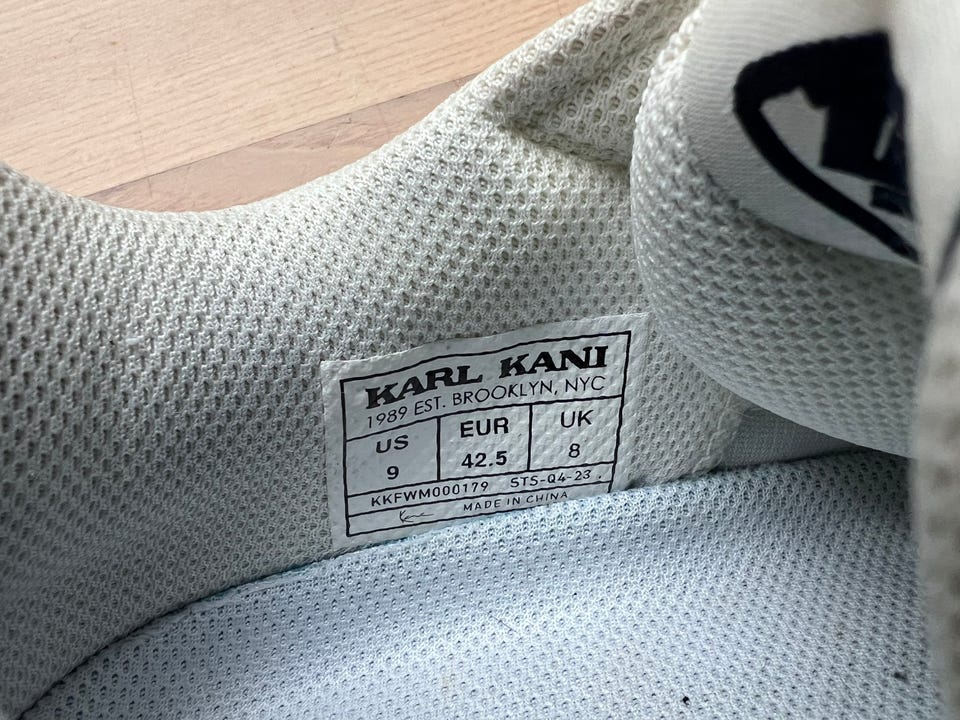 KARL KANI
1989 EST. BROOKLYN, NYC
US EUR UK
9 42.5 8
KKFWM000179 STS-Q4-23
MADE IN CHINA